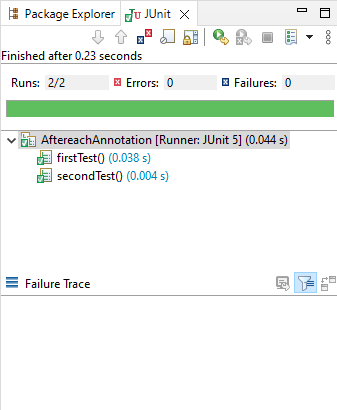 Package Explorer JUnit
Finished after 0.23 seconds
Runs: 2/2 Errors: 0 Failures: 0
AftereachAnnotation [Runner: JUnit 5] (0.044 s)
firstTest() (0.038 s)
secondTest() (0.004 s)
Failure Trace